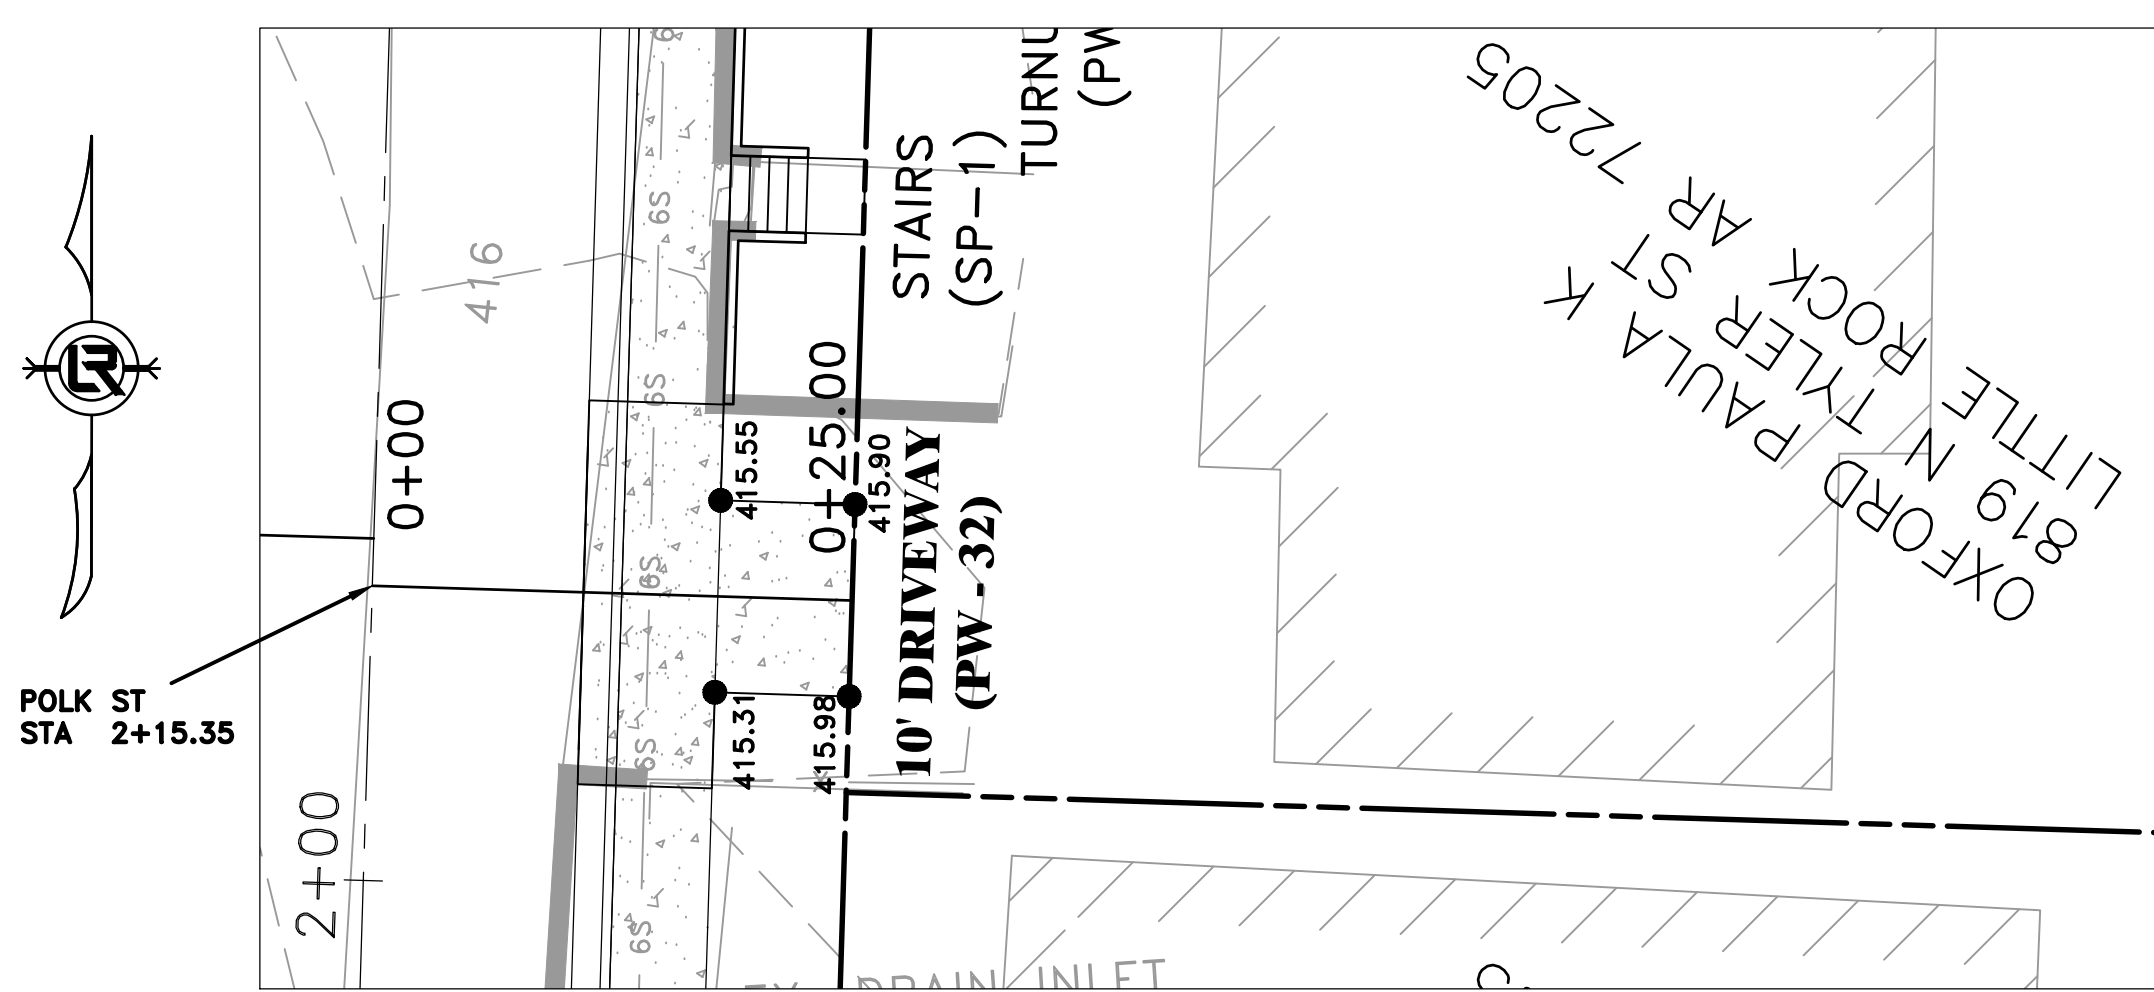 LR
POLK ST
STA 2+15.35
0+00
2+00
416
6S
6S
6S
6S
6S
6S
0+25.00
415.55
415.90
415.31
415.98
STAIRS
(SP-1)
10' DRIVEWAY
(PW - 32)
OXFORD PAULA K
819 N TYLER ST
LITTLE ROCK AR 72205
DRAIN INLET